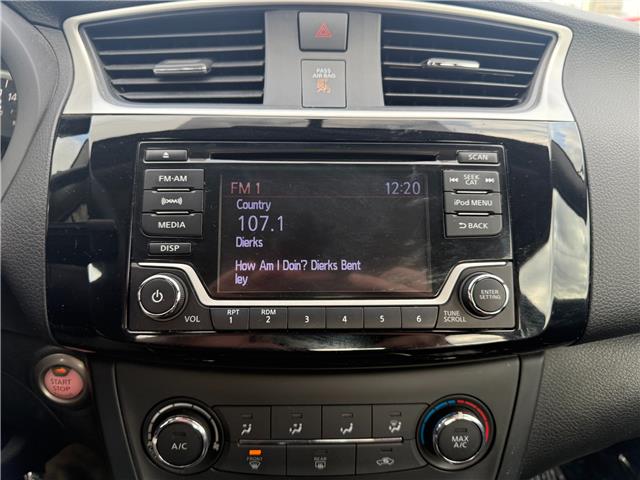 PASS
AIR BAG
SCAN
FM·AM
FM 1
12:20
SEEK
CAT
Country
((XM))
iPod MENU
107.1
MEDIA
BACK
Dierks
DISP
How Am I Doin? Dierks Bent
ley
ENTER
SETTING
VOL
RPT
1
RDM
2
3
4
5
6
TUNE
SCROLL
START
STOP
A/C
MAX
A/C
FRONT
REAR
14